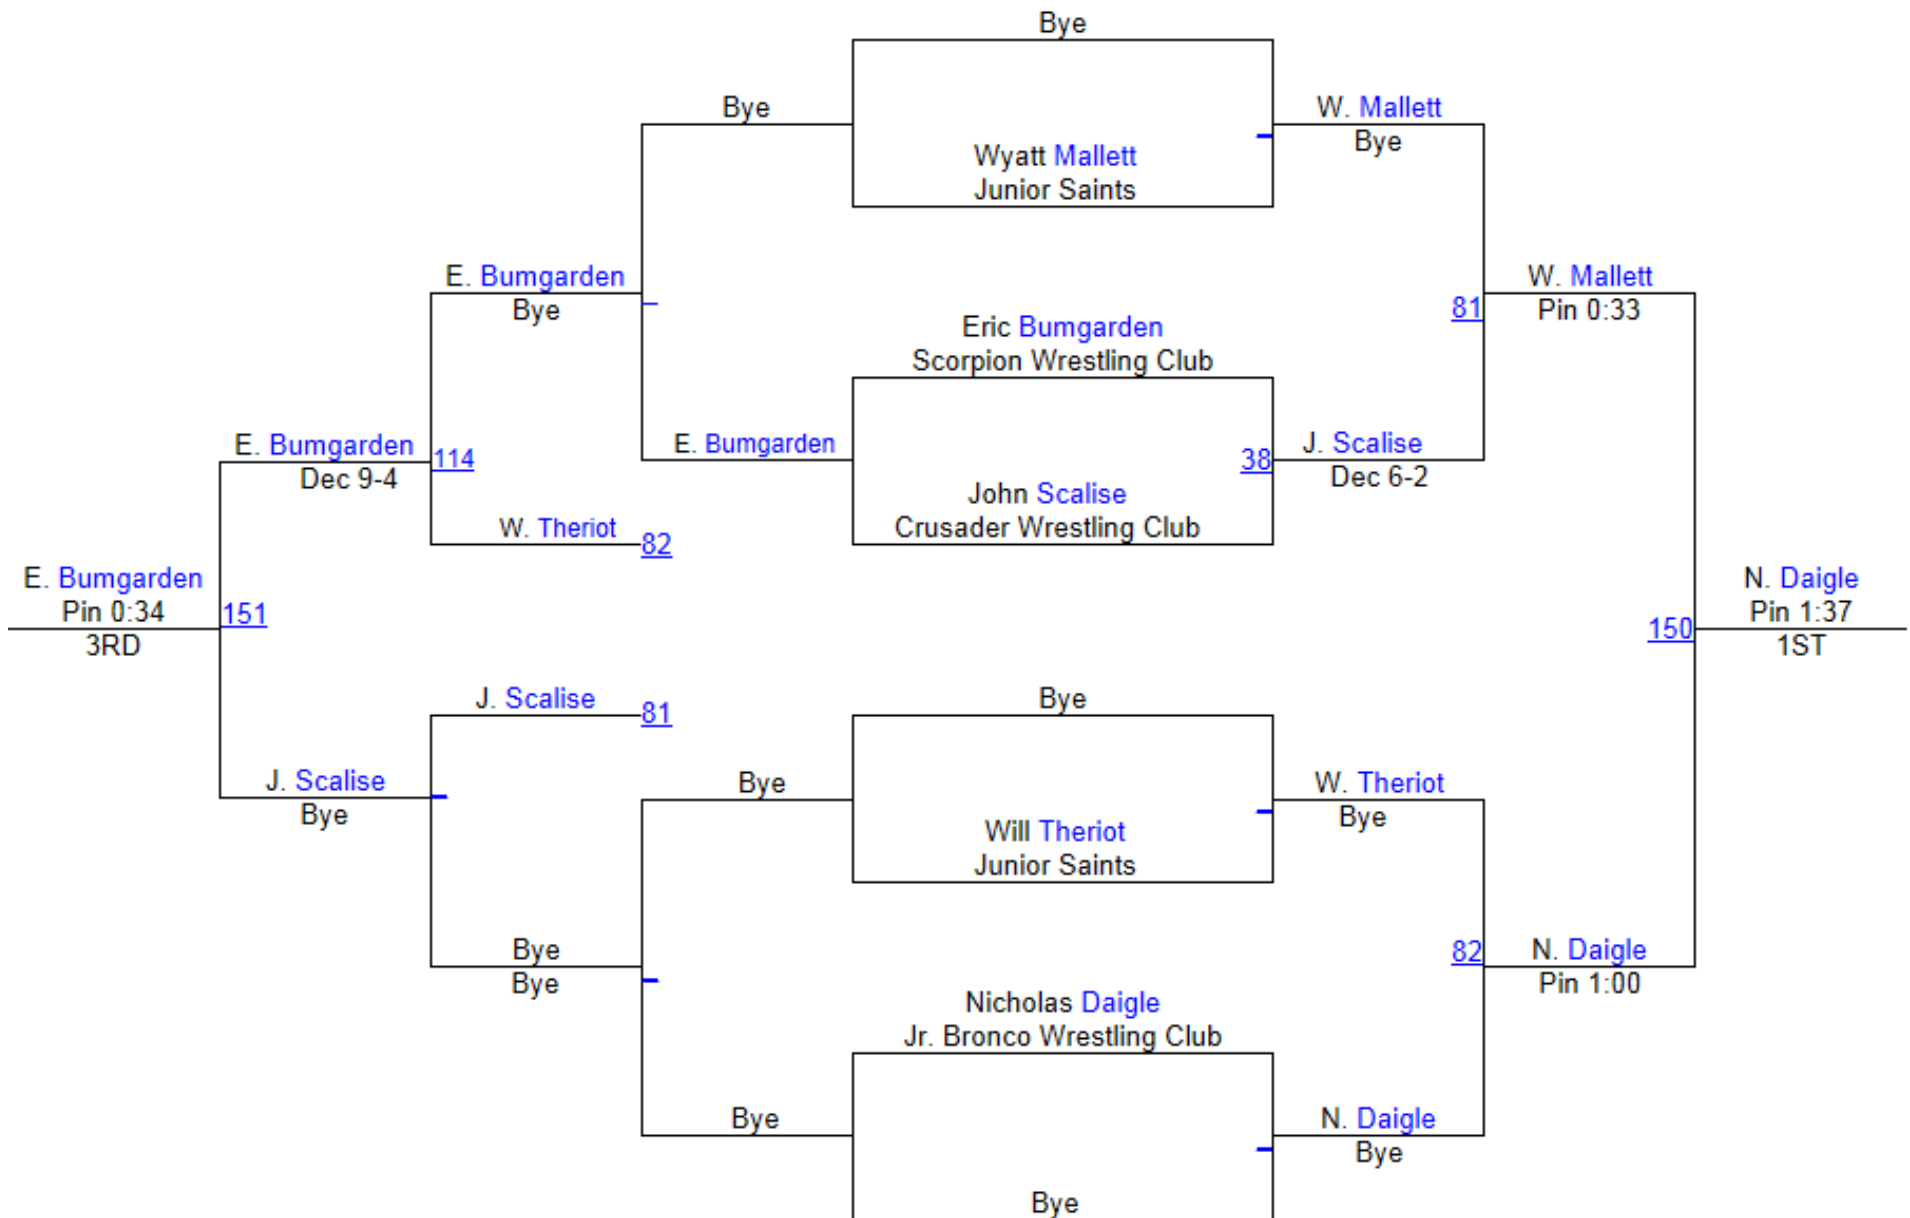 Bye
Bye
W. Mallett
Bye
Wyatt Mallett
Junior Saints
E. Bumgarden
Bye
W. Mallett
Pin 0:33
81
Eric Bumgarden
Scorpion Wrestling Club
E. Bumgarden
Dec 9-4
114
E. Bumgarden
38
J. Scalise
Dec 6-2
John Scalise
Crusader Wrestling Club
W. Theriot
82
E. Bumgarden
Pin 0:34
3RD
151
N. Daigle
Pin 1:37
1ST
150
J. Scalise
81
Bye
J. Scalise
Bye
Bye
W. Theriot
Bye
Will Theriot
Junior Saints
Bye
Bye
82
N. Daigle
Pin 1:00
Nicholas Daigle
Jr. Bronco Wrestling Club
Bye
N. Daigle
Bye
Bye